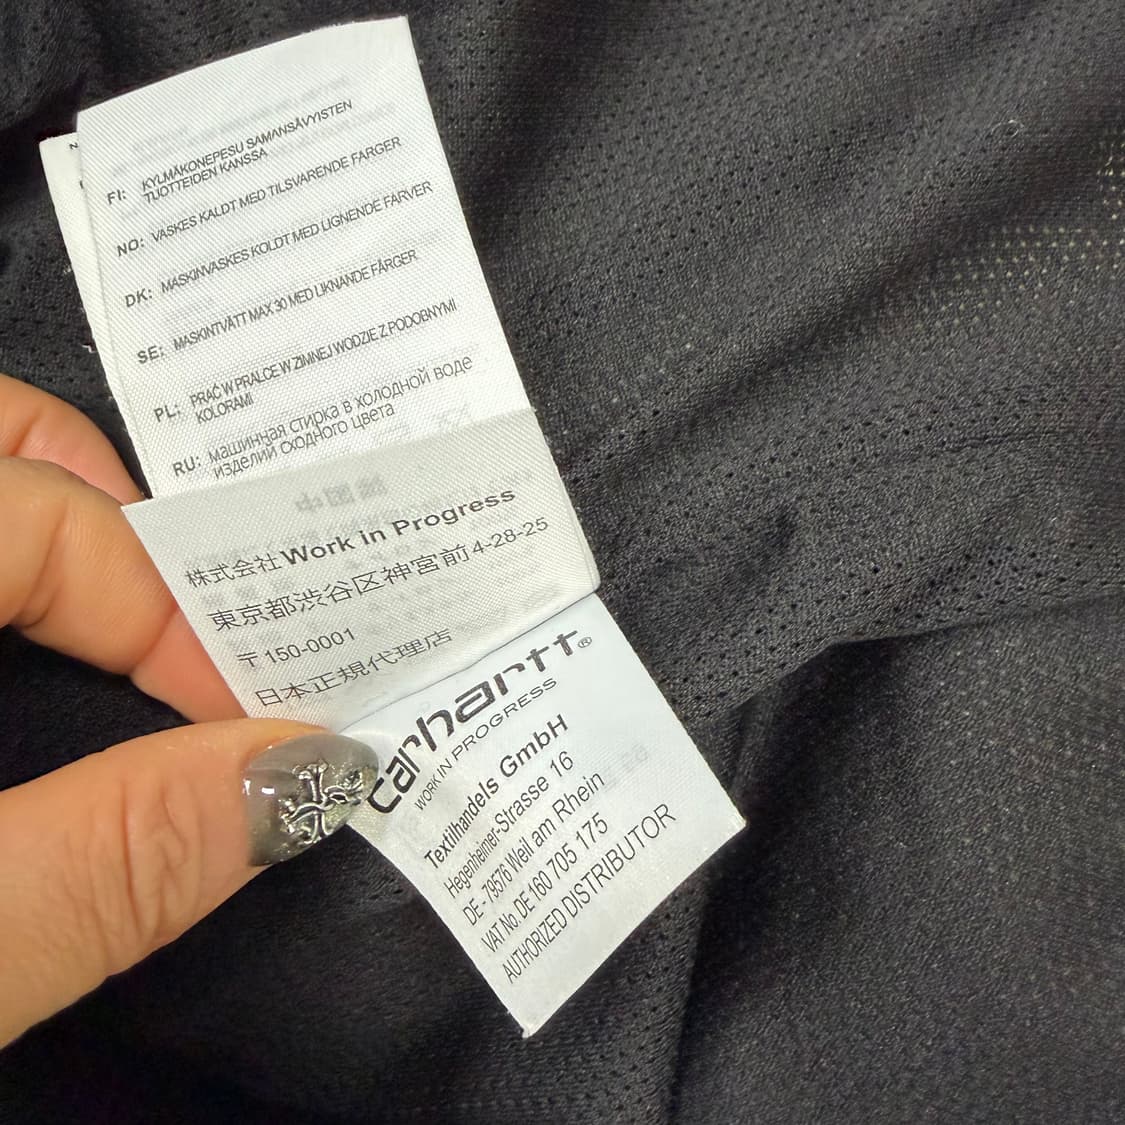 FI: KYLMÄKONEPESU SAMANSÄVYISTEN
TUOTTEIDEN KANSSA
NO: VASKES KALDT MED TILSVARENDE FARGER
DK: MASKINVASKES KOLDT MED LIGNENDE FARVER
SE: MASKINTVÄTT MAX 30 MED LIKNANDE FÄRGER
PL: PRAĆ W PRALCE W ZIMNEJ WODZIE Z PODOBNYMI
KOLORAMI
RU: машинная стирка в холодной воде
изделий сходного цвета
株式会社Work in Progress
東京都渋谷区神宮前4-28-25
〒150-0001
日本正規代理店
carhartt®
WORK IN PROGRESS
Textilhandels GmbH
Hegenheimer-Strasse 16
DE - 79576 Weil am Rhein
VAT No. DE 160 705 175
AUTHORIZED DISTRIBUTOR